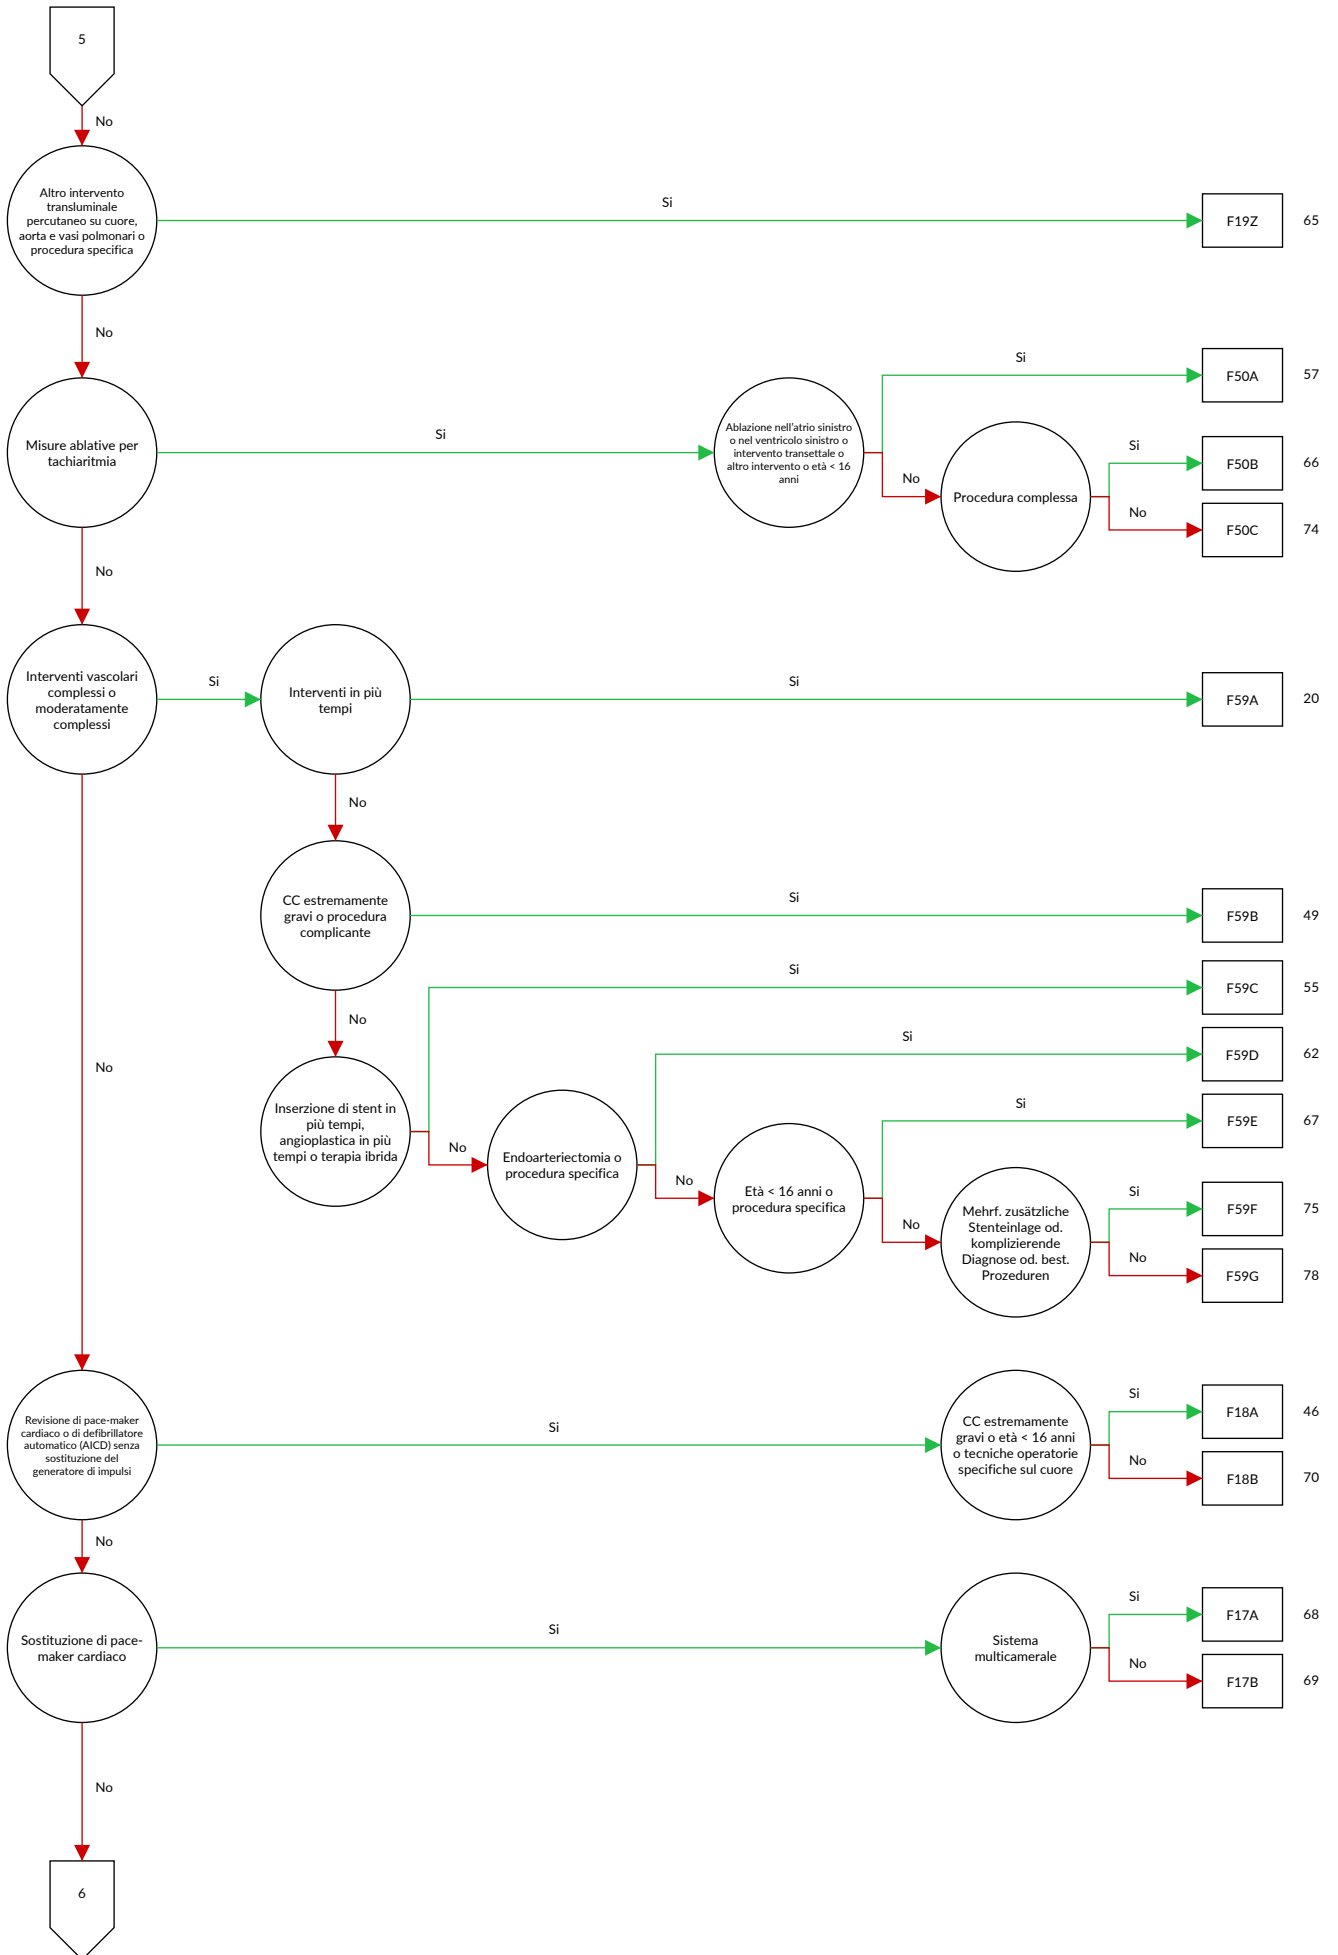 5
No
Altro intervento
transluminale
percutaneo su cuore,
aorta e vasi polmonari o
procedura specifica
Si
F19Z
65
No
Misure ablative per
tachiaritmia
Si
Ablazione nell'atrio sinistro
o nel ventricolo sinistro o
intervento transettale o
altro intervento o età < 16
anni
Si
F50A
57
No
Procedura complessa
Si
F50B
66
No
F50C
74
No
Interventi vascolari
complessi o
moderatamente
complessi
Si
Interventi in più
tempi
Si
F59A
20
No
CC estremamente
gravi o procedura
complicante
Si
F59B
49
No
Inserzione di stent in
più tempi,
angioplastica in più
tempi o terapia ibrida
Si
F59C
55
No
Endoarteriectomia o
procedura specifica
Si
F59D
62
No
Età < 16 anni o
procedura specifica
Si
F59E
67
No
Mehrf. zusätzliche
Stenteinlage od.
komplizierende
Diagnose od. best.
Prozeduren
Si
F59F
75
No
F59G
78
No
Revisione di pace-maker
cardiaco o di defibrillatore
automatico (AICD) senza
sostituzione del
generatore di impulsi
Si
CC estremamente
gravi o età < 16 anni
o tecniche operatorie
specifiche sul cuore
Si
F18A
46
No
F18B
70
No
Sostituzione di pace-
maker cardiaco
Si
Sistema
multicamerale
Si
F17A
68
No
F17B
69
No
6